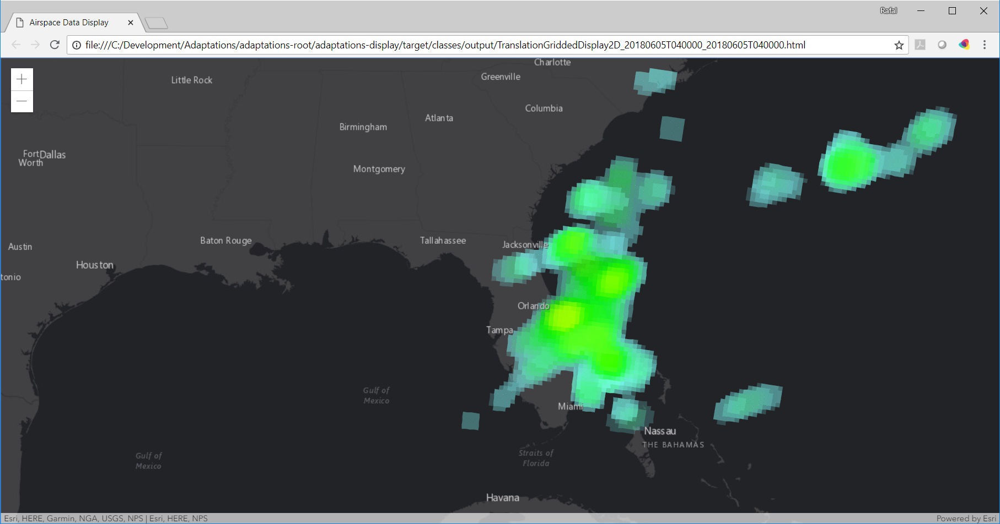 Rafal
Airspace Data Display
file:///C:/Development/Adaptations/adaptations-root/adaptations-display/target/classes/output/TranslationGriddedDisplay2D_20180605T040000_20180605T040000.html
Charlotte
Little Rock
Greenville
Columbia
Atlanta
Birmingham
Fort
Worth
Dallas
Montgomery
Baton Rouge
Tallahassee
Jacksonville
Austin
Houston
tonio
Orlando
Tampa
Gulf of
Mexico
Miami
Nassau
THE BAHAMAS
Gulf of
Mexico
Straits of
Florida
Havana
Esri, HERE, Garmin, NGA, USGS, NPS | Esri, HERE, NPS
Powered by Esri